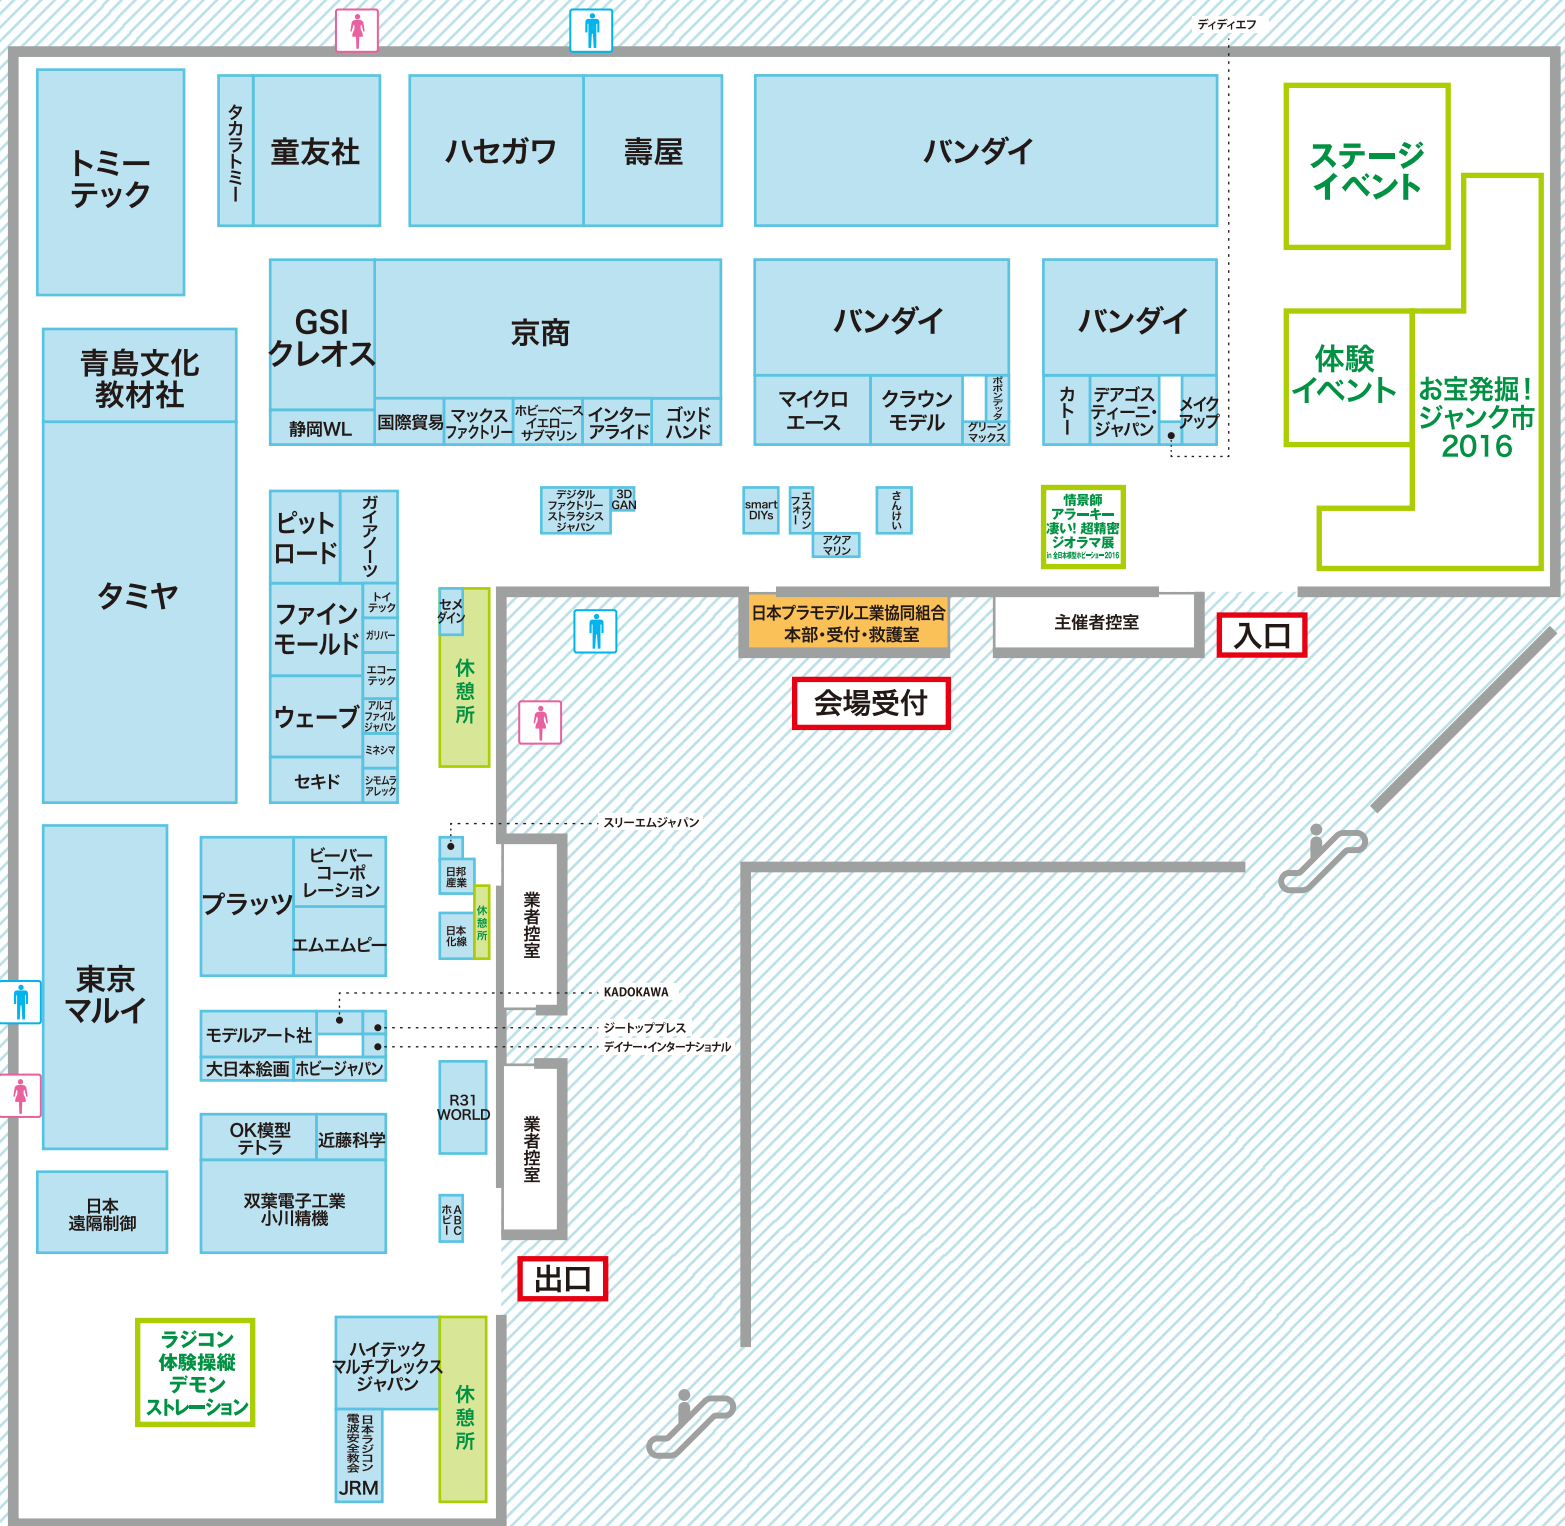 ディディエフ
トミー
テック
タカラトミー
童友社
ハセガワ
壽屋
バンダイ
ステージ
イベント
GSI
クレオス
京商
バンダイ
バンダイ
体験
イベント
お宝発掘！
ジャンク市
2016
青島文化
教材社
静岡WL
国際貿易
マックス
ファクトリー
ホビーベース
イエロー
サブマリン
インター
アライド
ゴッド
ハンド
マイクロ
エース
クラウン
モデル
ポポンデッタ
グリーン
マックス
カトー
デアゴス
ティーニ・
ジャパン
メイク
アップ
タミヤ
ピット
ロード
ガイアノーツ
デジタル
ファクトリー
ストラタシス
ジャパン
3D
GAN
smart
DIYs
エスワン
フォー
アクア
マリン
さんけい
情景師
アラーキー
凄い！超精密
ジオラマ展
in 全日本模型ホビーショー2016
ファイン
モールド
トイ
テック
ガリバー
エコー
テック
セメ
ダイン
休憩所
日本プラモデル工業協同組合
本部・受付・救護室
主催者控室
入口
会場受付
ウェーブ
アルゴ
ファイル
ジャパン
ミネシマ
セキド
シモムラ
アレック
スリーエムジャパン
東京
マルイ
プラッツ
ビーバー
コーポ
レーション
エムエムピー
日邦
産業
日本
化線
休憩所
業者控室
KADOKAWA
ジートッププレス
デイナー・インターナショナル
モデルアート社
大日本絵画
ホビージャパン
R31
WORLD
業者控室
OK模型
テトラ
近藤科学
日本
遠隔制御
双葉電子工業
小川精機
ABC
ホビー
出口
ラジコン
体験操縦
デモン
ストレーション
ハイテック
マルチプレックス
ジャパン
休憩所
日本ラジコン
電波安全教会
JRM